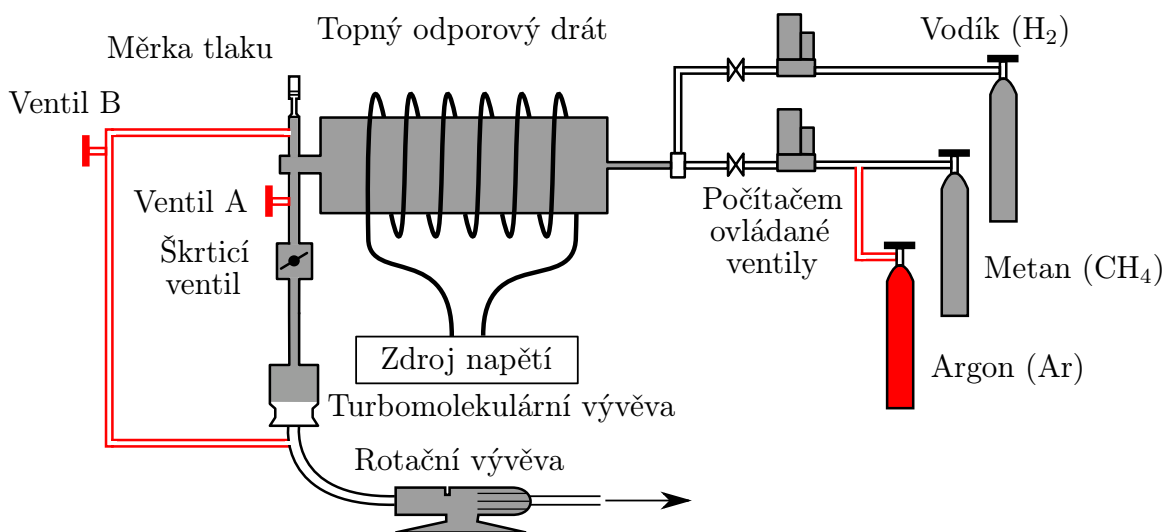 Topný odporový drát
Vodík (H₂)
Měrka tlaku
Ventil B
Ventil A
Škrticí
ventil
Počítačem
ovládané
ventily
Metan (CH₄)
Zdroj napětí
Argon (Ar)
Turbomolekulární vývěva
Rotační vývěva